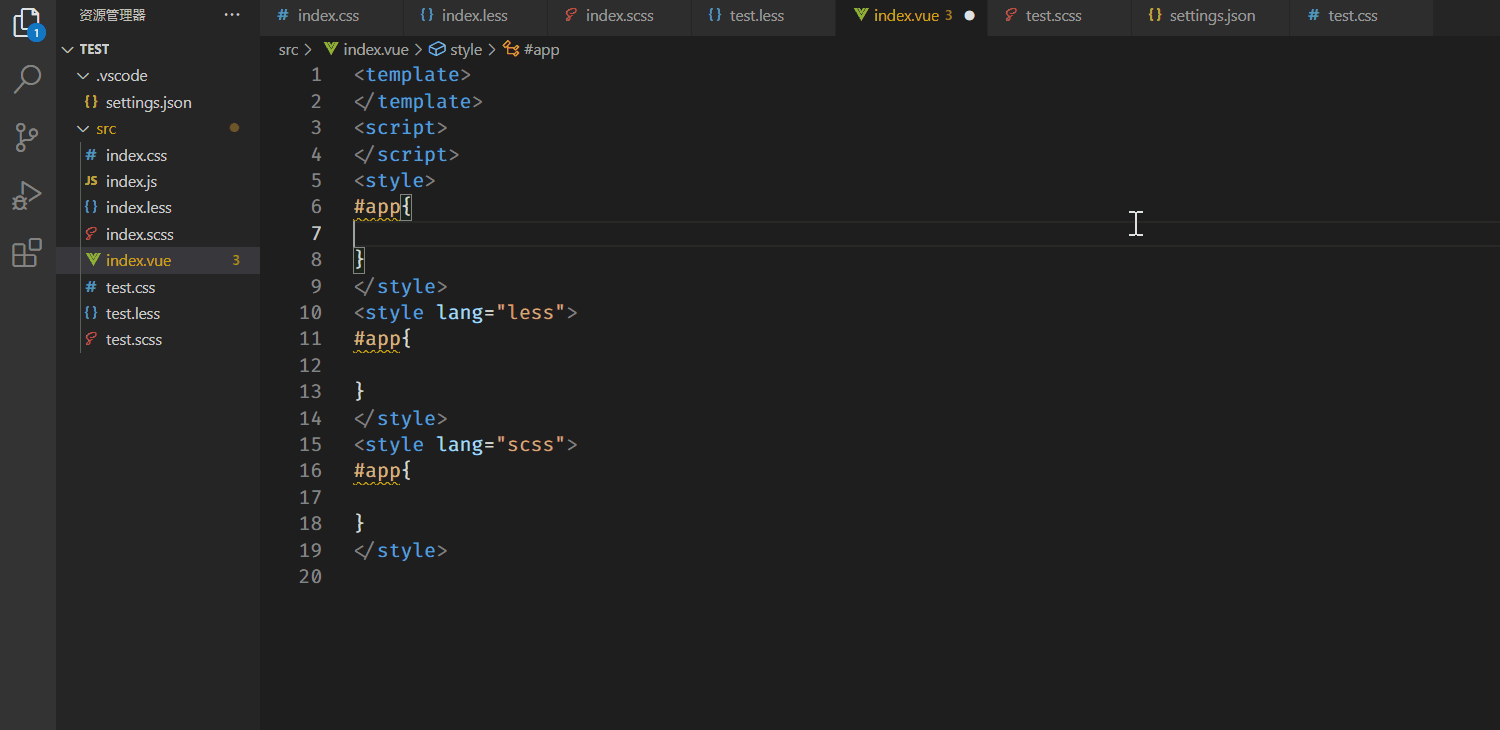 资源管理器 ···
index.css index.less index.scss test.less index.vue 3 test.scss settings.json test.css
1
TEST
.vscode
settings.json
src
index.css
index.js
index.less
index.scss
index.vue 3
test.css
test.less
test.scss
src > index.vue > style > #app
1 <template>
2 </template>
3 <script>
4 </script>
5 <style>
6 #app{
7
8 }
9 </style>
10 <style lang="less">
11 #app{
12
13 }
14 </style>
15 <style lang="scss">
16 #app{
17
18 }
19 </style>
20